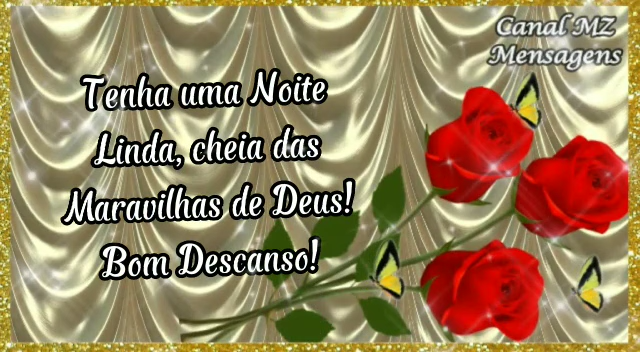 Canal MZ
Mensagens
Tenha uma Noite
Linda, cheia das
Maravilhas de Deus!
Bom Descanso!